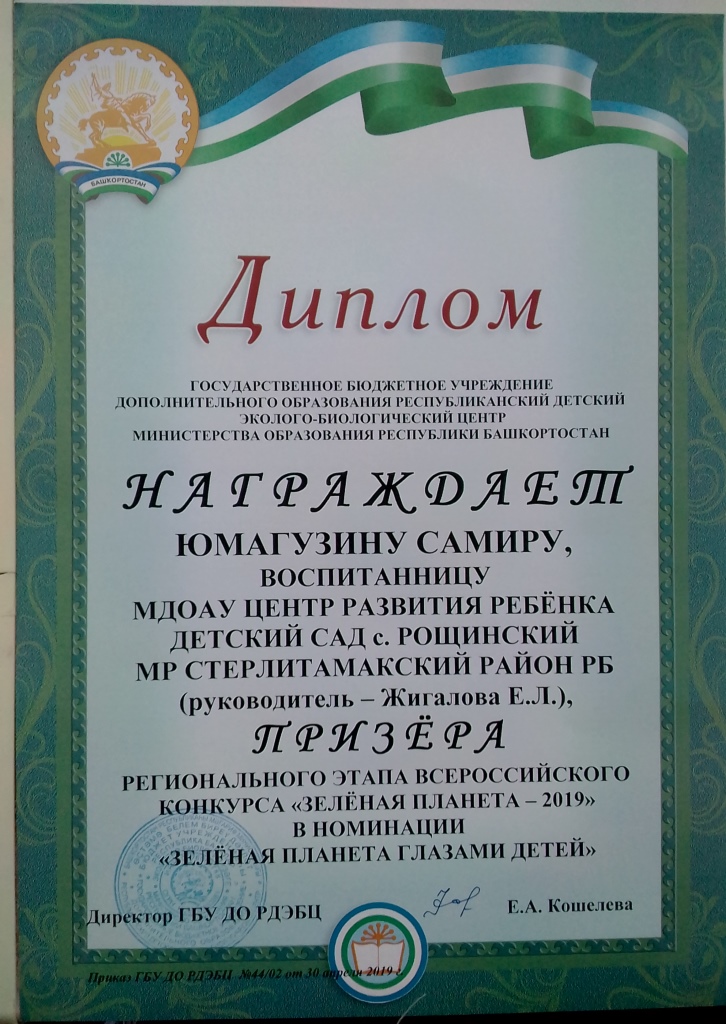 БАШКОРТОСТАН
Диплом
ГОСУДАРСТВЕННОЕ БЮДЖЕТНОЕ УЧРЕЖДЕНИЕ
ДОПОЛНИТЕЛЬНОГО ОБРАЗОВАНИЯ РЕСПУБЛИКАНСКИЙ ДЕТСКИЙ
ЭКОЛОГО-БИОЛОГИЧЕСКИЙ ЦЕНТР
МИНИСТЕРСТВА ОБРАЗОВАНИЯ РЕСПУБЛИКИ БАШКОРТОСТАН
НАГРАЖДАЕТ
ЮМАГУЗИНУ САМИРУ,
ВОСПИТАННИЦУ
МДОАУ ЦЕНТР РАЗВИТИЯ РЕБЁНКА
ДЕТСКИЙ САД с. РОЩИНСКИЙ
МР СТЕРЛИТАМАКСКИЙ РАЙОН РБ
(руководитель – Жигалова Е.Л.),
ПРИЗЁРА
РЕГИОНАЛЬНОГО ЭТАПА ВСЕРОССИЙСКОГО
КОНКУРСА «ЗЕЛЁНАЯ ПЛАНЕТА – 2019»
В НОМИНАЦИИ
«ЗЕЛЁНАЯ ПЛАНЕТА ГЛАЗАМИ ДЕТЕЙ»
Директор ГБУ ДО РДЭБЦ Е.А. Кошелева
Приказ ГБУ ДО РДЭБЦ №44/02 от 30 апреля 2019 г